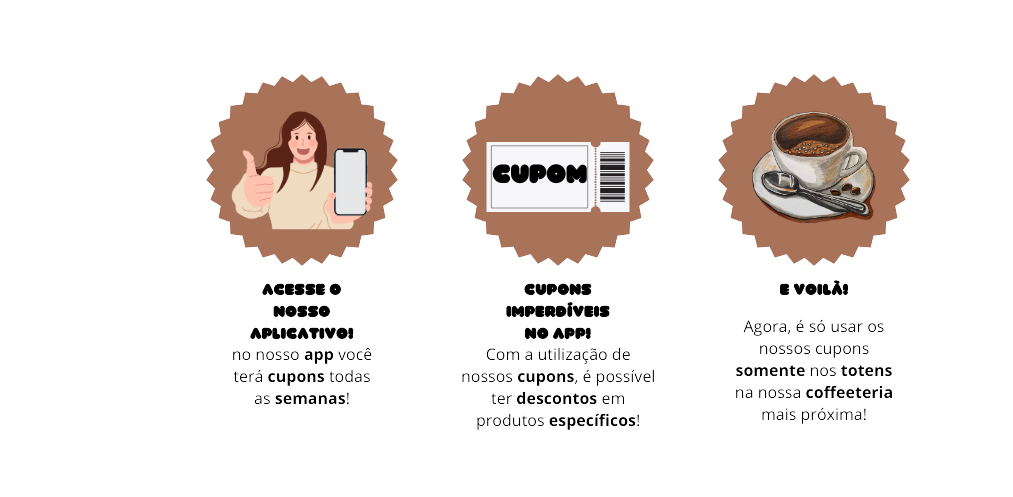 CUPOM
ACESSE O
NOSSO
APLICATIVO!
no nosso app você
terá cupons todas
as semanas!
CUPONS
IMPERDÍVEIS
NO APP!
Com a utilização de
nossos cupons, é possível
ter descontos em
produtos específicos!
E VOILÀ!
Agora, é só usar os
nossos cupons
somente nos totens
na nossa coffeeteria
mais próxima!